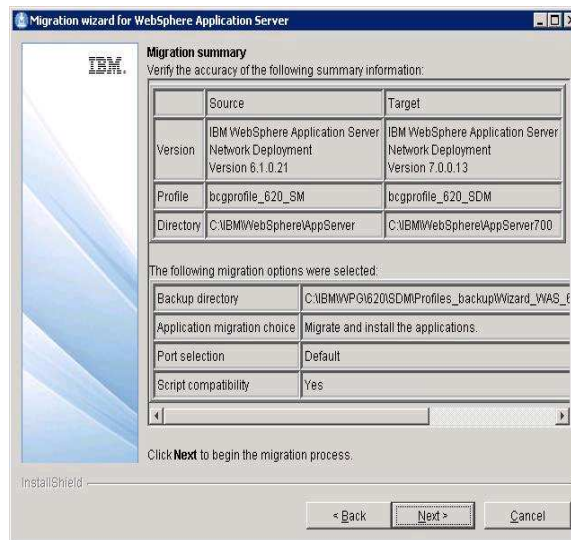 Migration wizard for WebSphere Application Server
IBM.
Migration summary
Verify the accuracy of the following summary information:
Source Target
Version IBM WebSphere Application Server Network Deployment Version 6.1.0.21 IBM WebSphere Application Server Network Deployment Version 7.0.0.13
Profile bcgprofile_620_SM bcgprofile_620_SDM
Directory C:\IBM\WebSphere\AppServer C:\IBM\WebSphere\AppServer700
The following migration options were selected:
Backup directory C:\IBM\WPG\620\SDM\Profiles_backup\Wizard_WAS_6
Application migration choice Migrate and install the applications.
Port selection Default
Script compatibility Yes
Click Next to begin the migration process.
InstallShield
< Back Next > Cancel